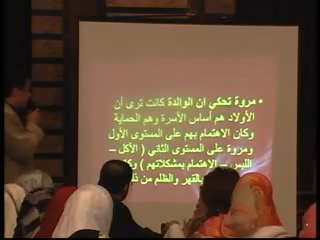 • مروة تحكي ان الوالدة كانت ترى أن
الأولاد هم أساس الأسرة وهم الحماية
وكان الاهتمام بهم على المستوى الأول
ومروة على المستوى الثاني ( الأكل –
اللبس – الاهتمام بمشكلاتهم )
بالقهر والظلم من